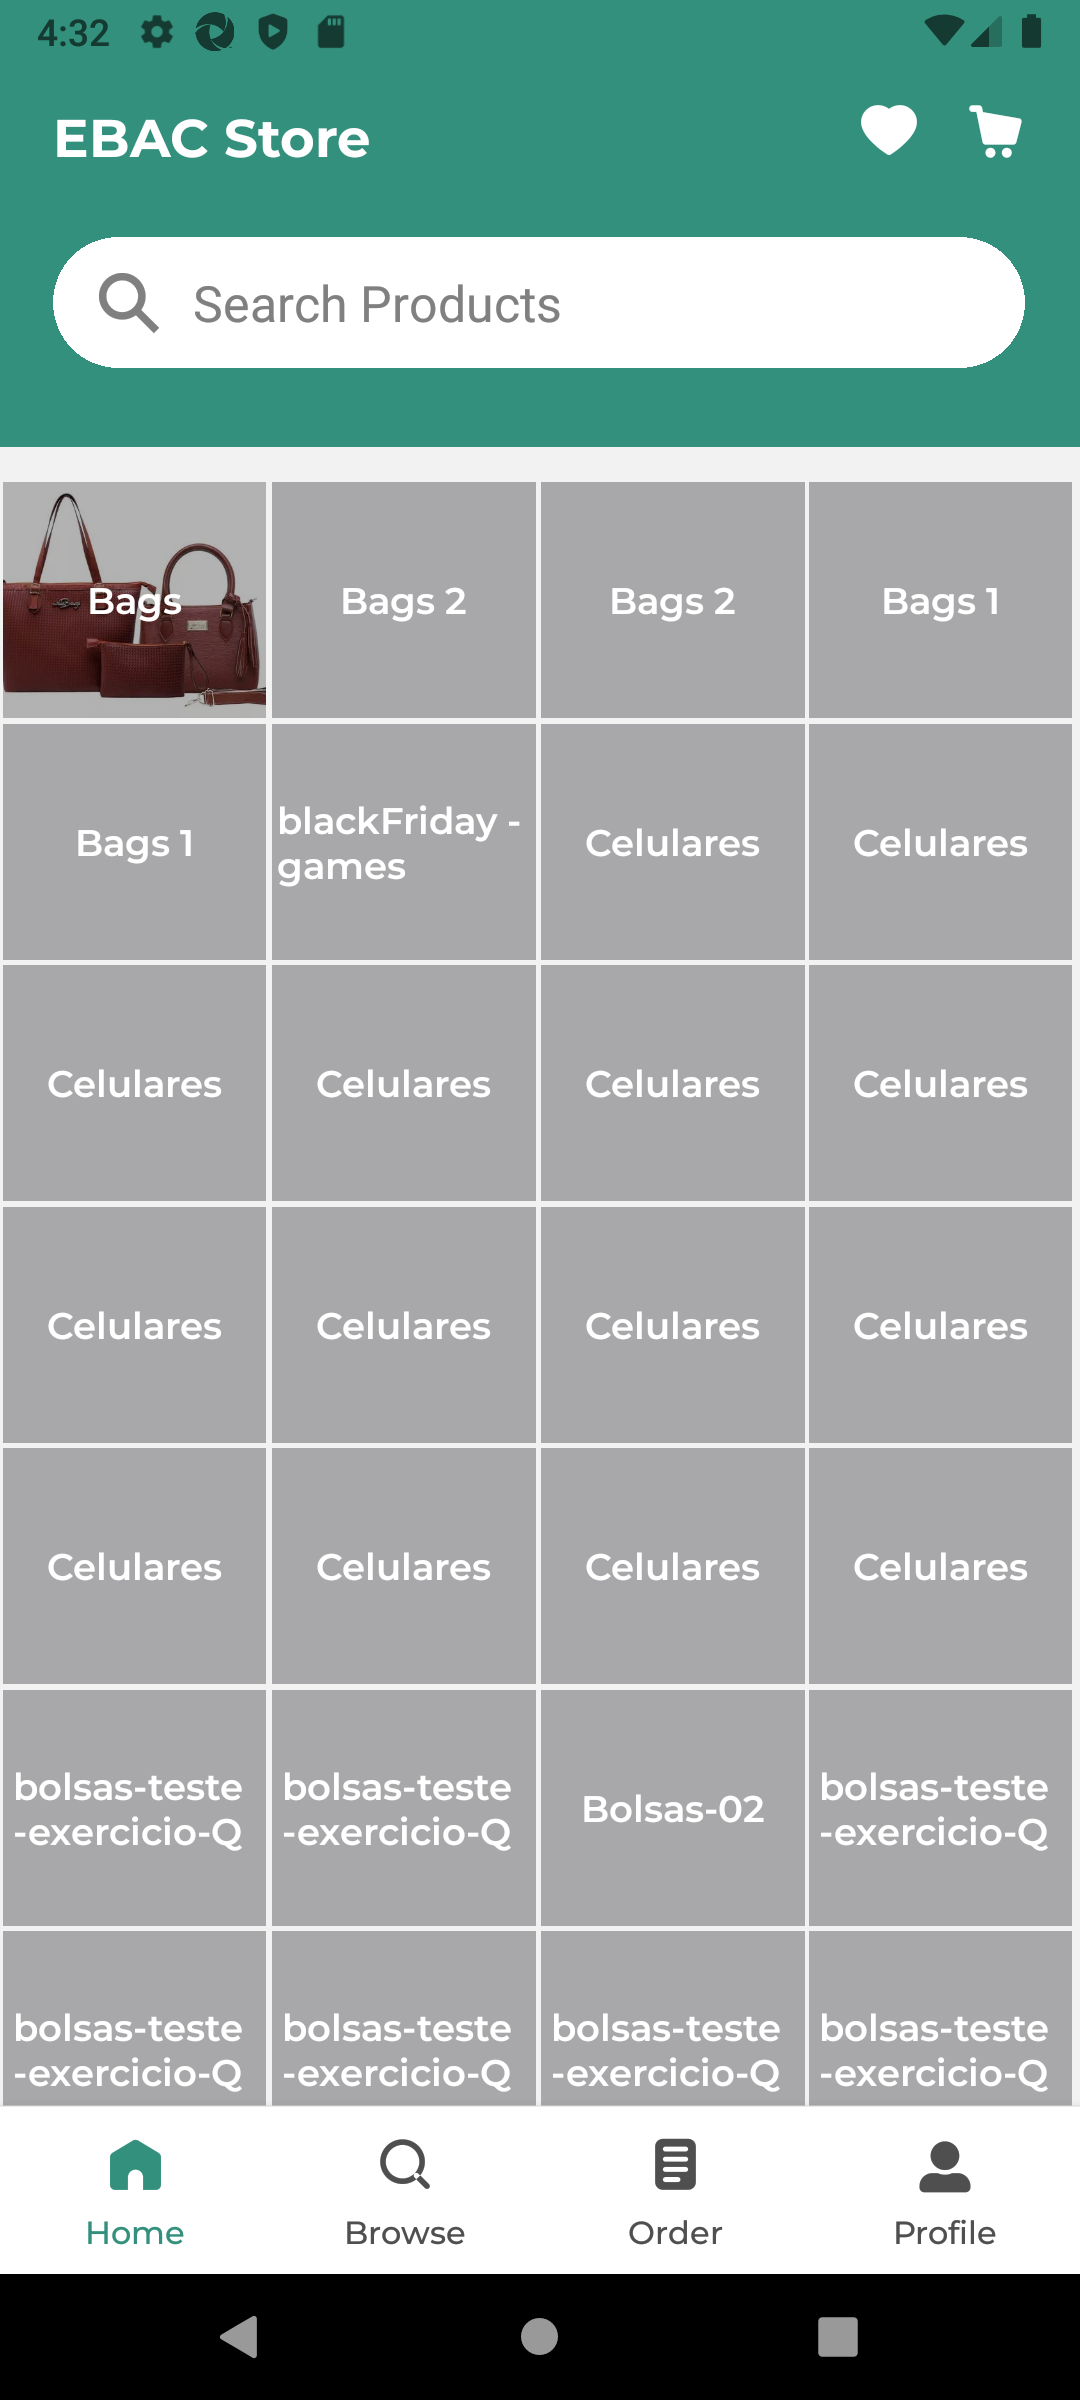 4:32
EBAC Store
Search Products
Bags
Bags 2
Bags 2
Bags 1
Bags 1
blackFriday -
games
Celulares
Celulares
Celulares
Celulares
Celulares
Celulares
Celulares
Celulares
Celulares
Celulares
Celulares
Celulares
Celulares
Celulares
bolsas-teste
-exercicio-Q
bolsas-teste
-exercicio-Q
Bolsas-02
bolsas-teste
-exercicio-Q
bolsas-teste
-exercicio-Q
bolsas-teste
-exercicio-Q
bolsas-teste
-exercicio-Q
bolsas-teste
-exercicio-Q
Home
Browse
Order
Profile